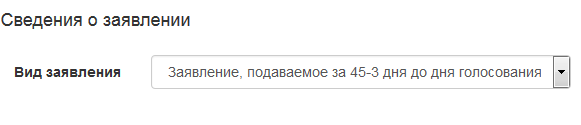 Сведения о заявлении
Вид заявления Заявление, подаваемое за 45-3 дня до дня голосования